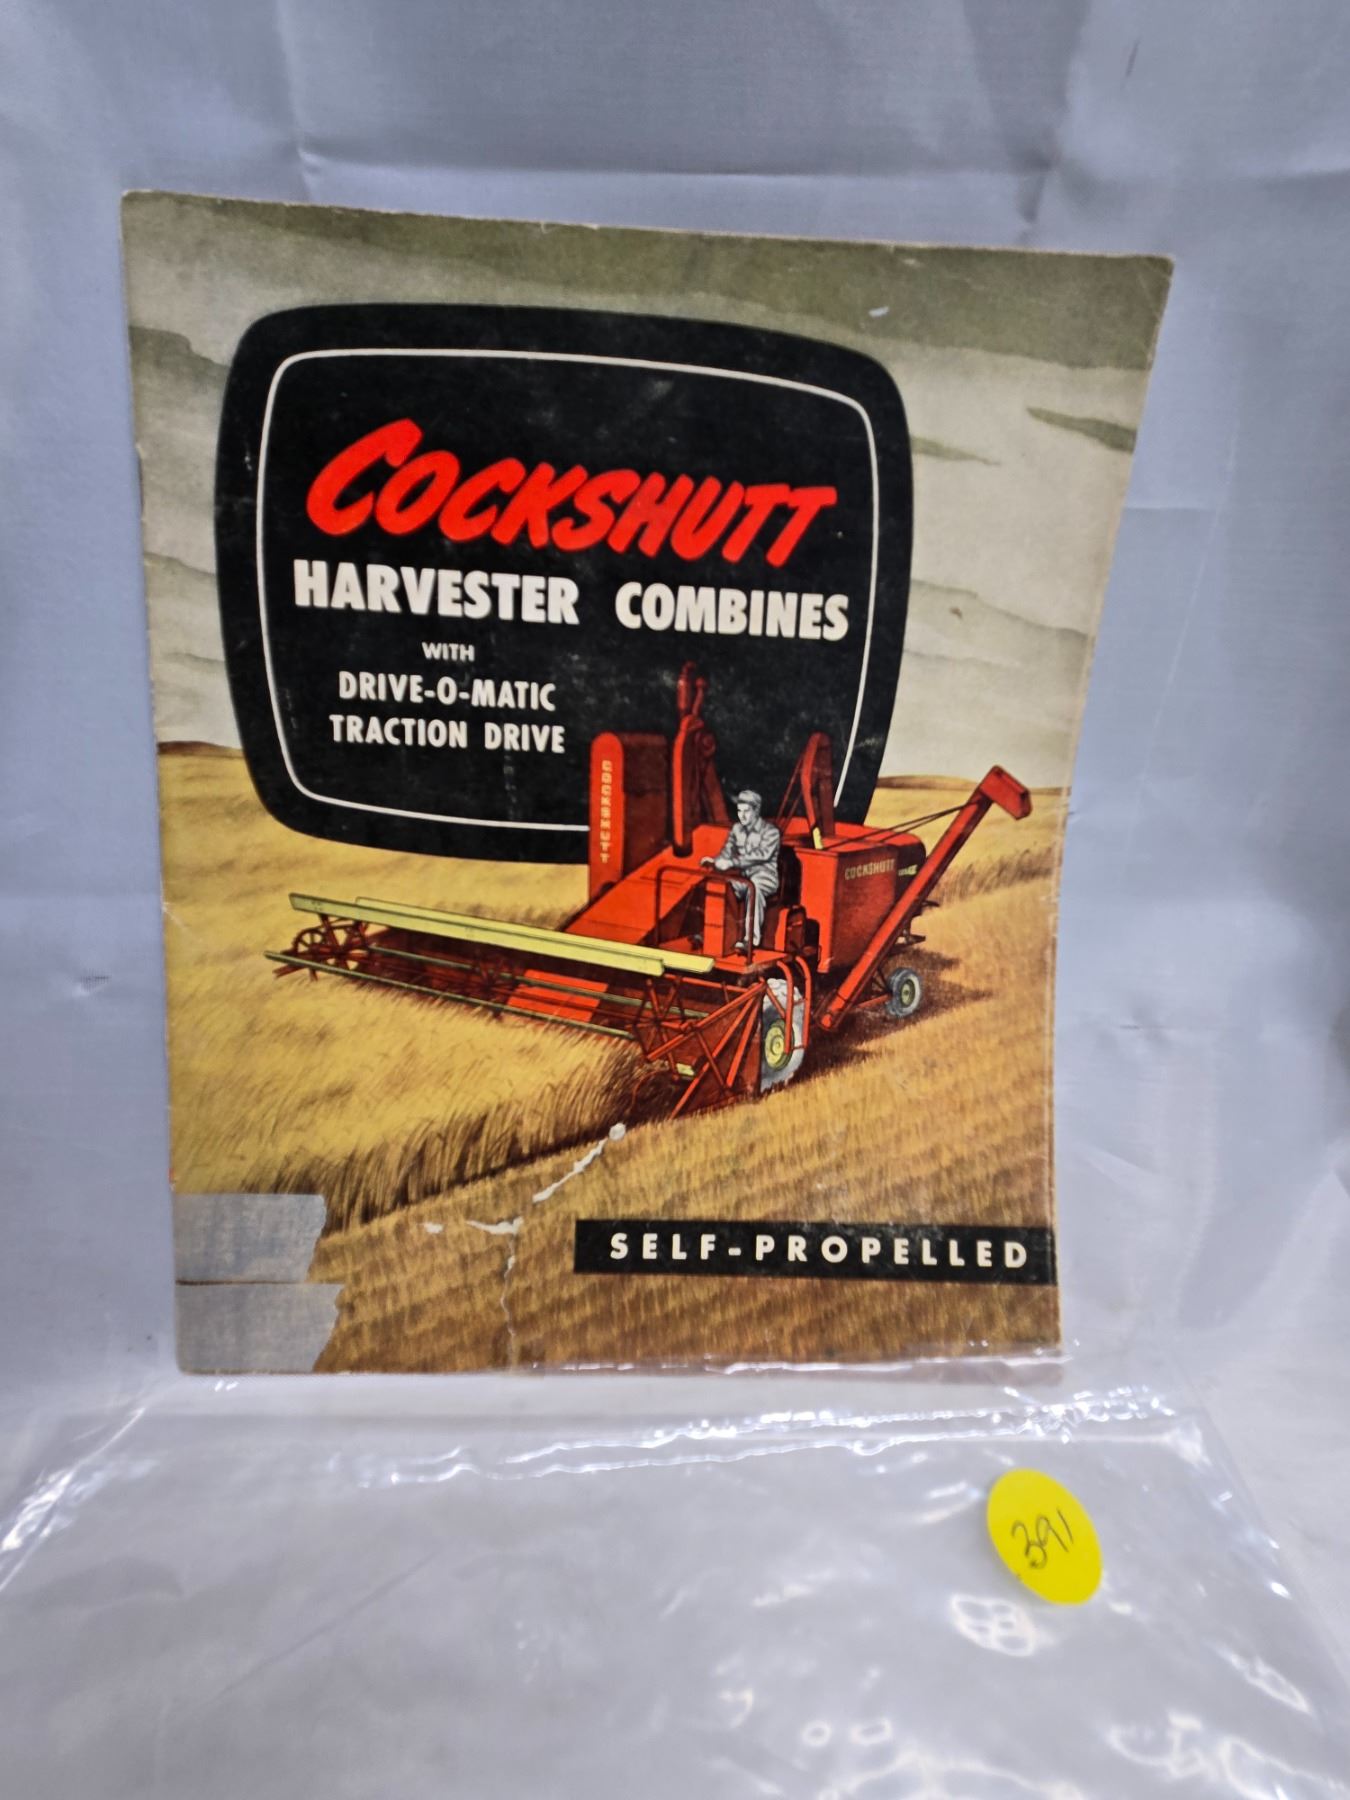 COCKSHUTT
HARVESTER COMBINES
WITH
DRIVE-O-MATIC
TRACTION DRIVE
COCKSHUTT
COCKSHUTT
SELF-PROPELLED
391